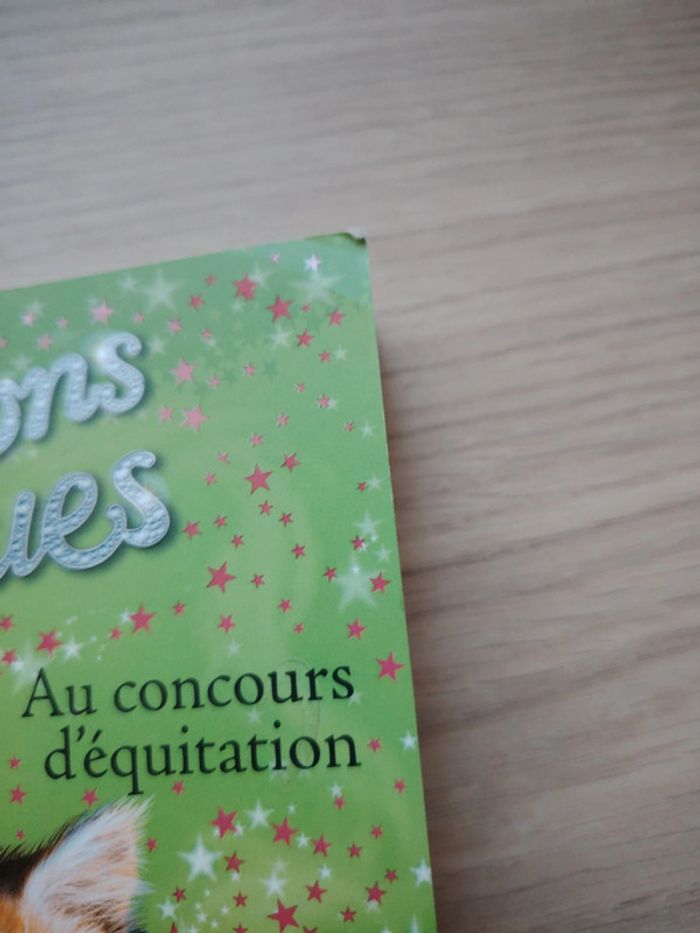 ons
ues
Au concours
d'équitation